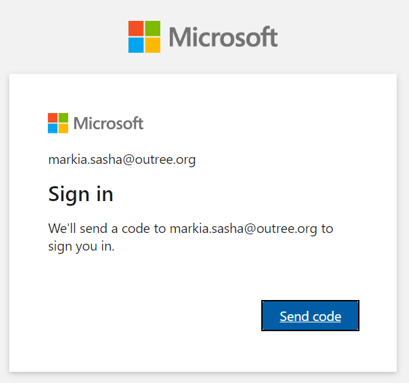 Microsoft
Microsoft
markia.sasha@outree.org
Sign in
We'll send a code to markia.sasha@outree.org to
sign you in.
Send code